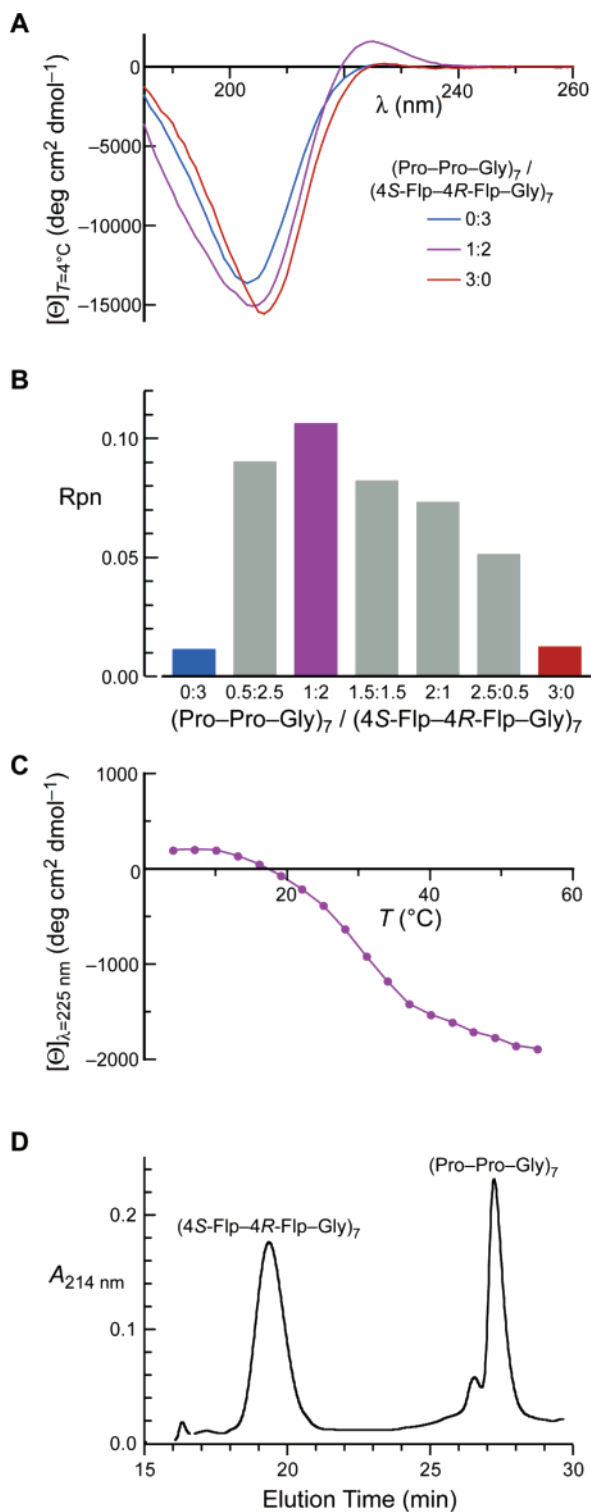 A
0
−5000
−10000
−15000
[Θ]T=4°C (deg cm² dmol⁻¹)
200
240
260
λ (nm)
(Pro–Pro–Gly)₇ /
(4S-Flp–4R-Flp–Gly)₇
0:3
1:2
3:0
B
0.10
0.05
0.00
Rpn
0:3 0.5:2.5 1:2 1.5:1.5 2:1 2.5:0.5 3:0
(Pro–Pro–Gly)₇ / (4S-Flp–4R-Flp–Gly)₇
C
1000
0
−1000
−2000
[Θ]λ=225 nm (deg cm² dmol⁻¹)
20
40
60
T (°C)
D
(Pro–Pro–Gly)₇
(4S-Flp–4R-Flp–Gly)₇
0.2
0.1
0.0
A214 nm
15 19 20 25 30
Elution Time (min)